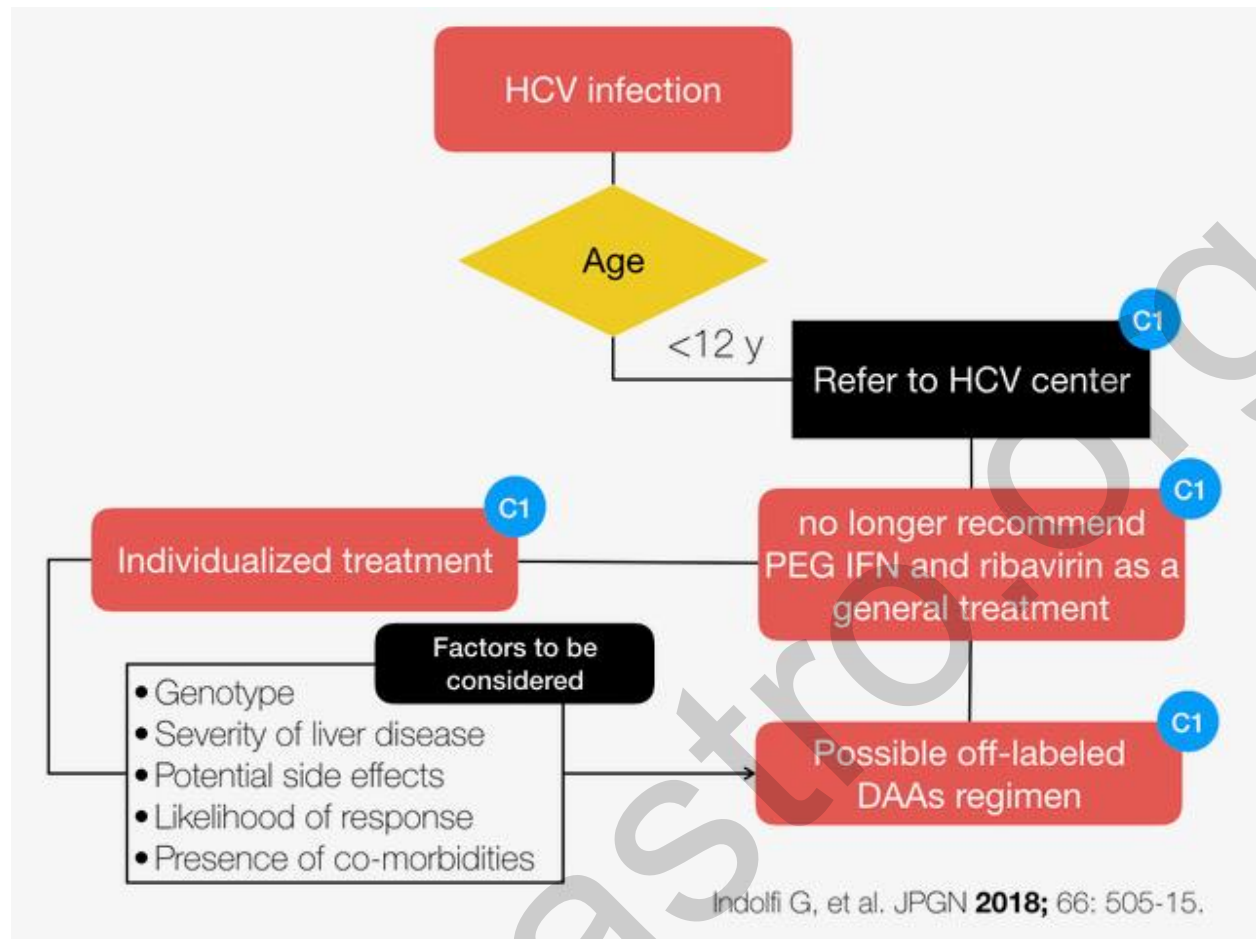 HCV infection
Age
<12 y
C1
Refer to HCV center
C1
no longer recommend
PEG IFN and ribavirin as a
general treatment
C1
Individualized treatment
Factors to be
considered
• Genotype
• Severity of liver disease
• Potential side effects
• Likelihood of response
• Presence of co-morbidities
C1
Possible off-labeled
DAAs regimen
Indolfi G, et al. JPGN 2018; 66: 505-15.
astro.org